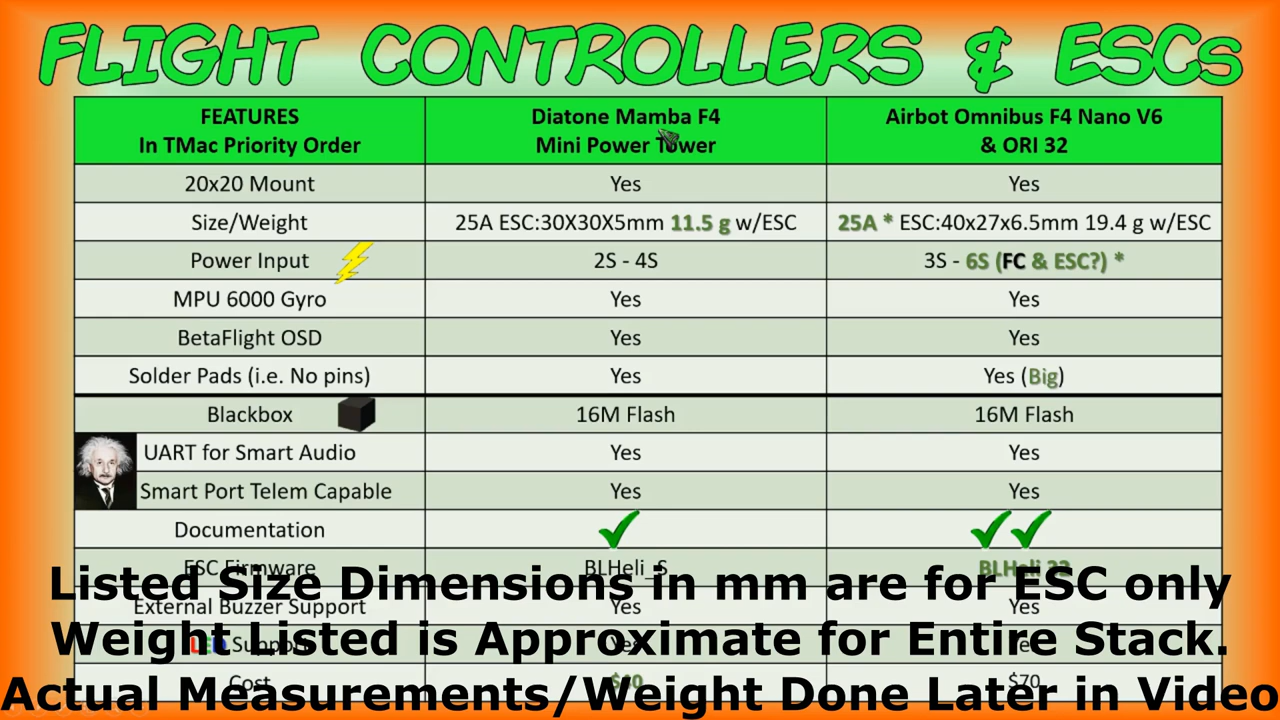 FLIGHT CONTROLLERS & ESCs
FEATURES
In TMac Priority Order
Diatone Mamba F4
Mini Power Tower
Airbot Omnibus F4 Nano V6
& ORI 32
20x20 Mount Yes Yes
Size/Weight 25A ESC:30X30X5mm 11.5 g w/ESC 25A * ESC:40x27x6.5mm 19.4 g w/ESC
Power Input 2S - 4S 3S - 6S (FC & ESC?) *
MPU 6000 Gyro Yes Yes
BetaFlight OSD Yes Yes
Solder Pads (i.e. No pins) Yes Yes (Big)
Blackbox 16M Flash 16M Flash
UART for Smart Audio Yes Yes
Smart Port Telem Capable Yes Yes
Documentation
ESC Firmware BLHeli_S BLHeli 32
Listed Size Dimensions in mm are for ESC only
External Buzzer Support Yes Yes
LED Support Yes Yes
Weight Listed is Approximate for Entire Stack.
Cost $70
Actual Measurements/Weight Done Later in Video